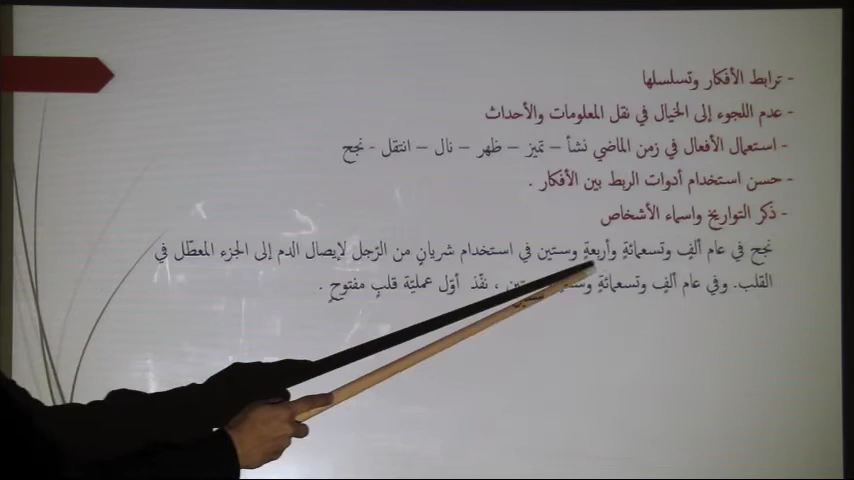 - ترابط الأفكار وتسلسلها
- عدم اللجوء إلى الخيال في نقل المعلومات والأحداث
- استعمال الأفعال في زمن الماضي نشأ – تميز – ظهر – نال – انتقل - نجح
- حسن استخدام أدوات الربط بين الأفكار .
- ذكر التواريخ واسماء الأشخاص
نجح في عام ألفٍ وتسعمائةٍ وأربعةٍ وستين في استخدام شريانٍ من الرّجل لإيصال الدم إلى الجزء المعطّل في
القلب. وفي عام ألفٍ وتسعمائةٍ ، نفّذ أوّل عمليّة قلبٍ مفتوحٍ .